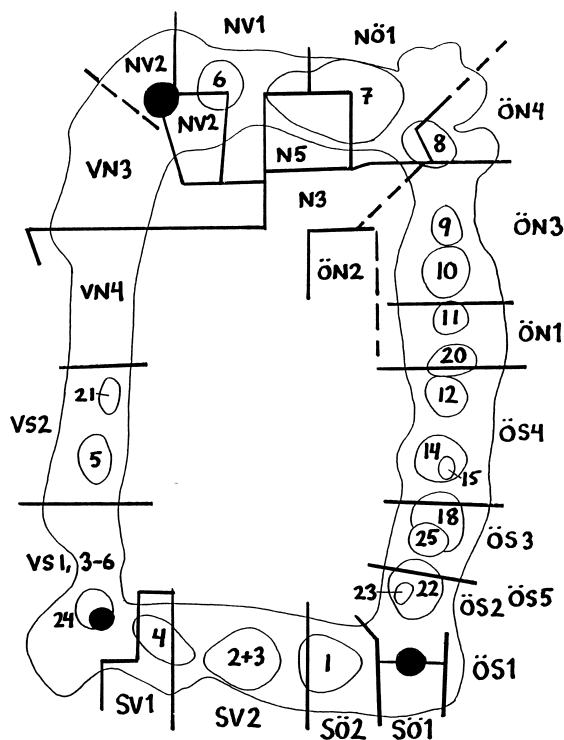 NV1
NÖ1
NV2
6
7
NV2
8
ÖN4
N5
VN3
N3
9
ÖN3
ÖN2
10
VN4
11
ÖN1
20
21
12
VS2
5
14
ÖS4
15
18
25
ÖS3
VS1, 3-6
23
22
ÖS2
ÖS5
24
4
2+3
1
ÖS1
SV1
SV2
SÖ2
SÖ1